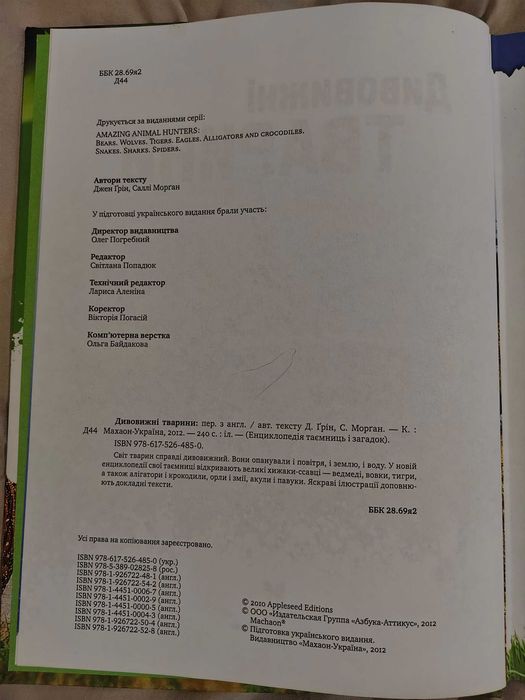 ББК 28.69я2
Д44
Друкується за виданнями серії:
AMAZING ANIMAL HUNTERS:
BEARS. WOLVES. TIGERS. EAGLES. ALLIGATORS AND CROCODILES.
SNAKES. SHARKS. SPIDERS.
Автори тексту
Джен Ґрін, Саллі Морґан
У підготовці українського видання брали участь:
Директор видавництва
Олег Погребний
Редактор
Світлана Попадюк
Технічний редактор
Лариса Аленіна
Коректор
Вікторія Погасій
Комп'ютерна верстка
Ольга Байдакова
Дивовижні тварини: пер. з англ. / авт. тексту Д. Ґрін, С. Морґан. — К. :
Д44 Махаон-Україна, 2012. — 240 с. : іл. — (Енциклопедія таємниць і загадок).
ISBN 978-617-526-485-0.
Світ тварин справді дивовижний. Вони опанували і повітря, і землю, і воду. У новій
енциклопедії свої таємниці відкривають великі хижаки-ссавці — ведмеді, вовки, тигри,
а також алігатори і крокодили, орли і змії, акули і павуки. Яскраві ілюстрації доповню-
ють докладні тексти.
ББК 28.69я2
Усі права на копіювання зареєстровано.
ISBN 978-617-526-485-0 (укр.)
ISBN 978-5-389-02825-8 (рос.)
ISBN 978-1-926722-48-1 (англ.)
ISBN 978-1-926722-54-2 (англ.)
ISBN 978-1-4451-0006-7 (англ.)
ISBN 978-1-4451-0002-9 (англ.)
ISBN 978-1-4451-0000-5 (англ.)
ISBN 978-1-4451-0004-3 (англ.)
ISBN 978-1-926722-50-4 (англ.)
ISBN 978-1-926722-52-8 (англ.)
© 2010 Appleseed Editions
© ООО «Издательская Группа «Азбука-Аттикус», 2012
Machaon®
© Підготовка українського видання.
Видавництво «Махаон-Україна», 2012